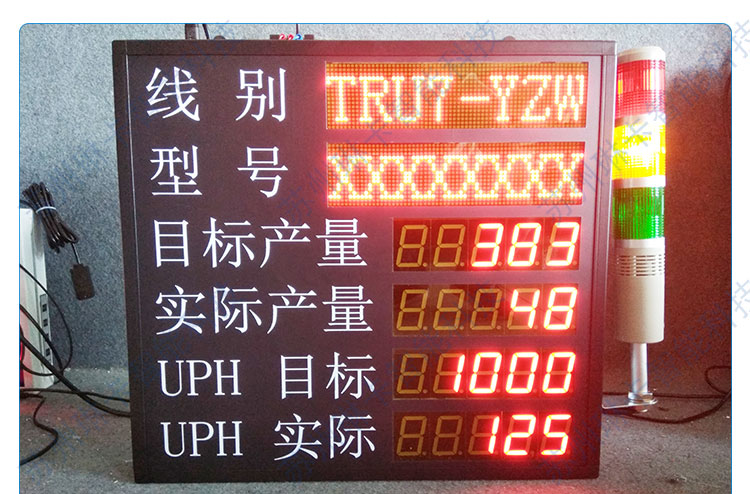 线别 TRU7-YZW
型号 XXXXXXXX
目标产量 383
实际产量 48
UPH 目标 1000
UPH 实际 125